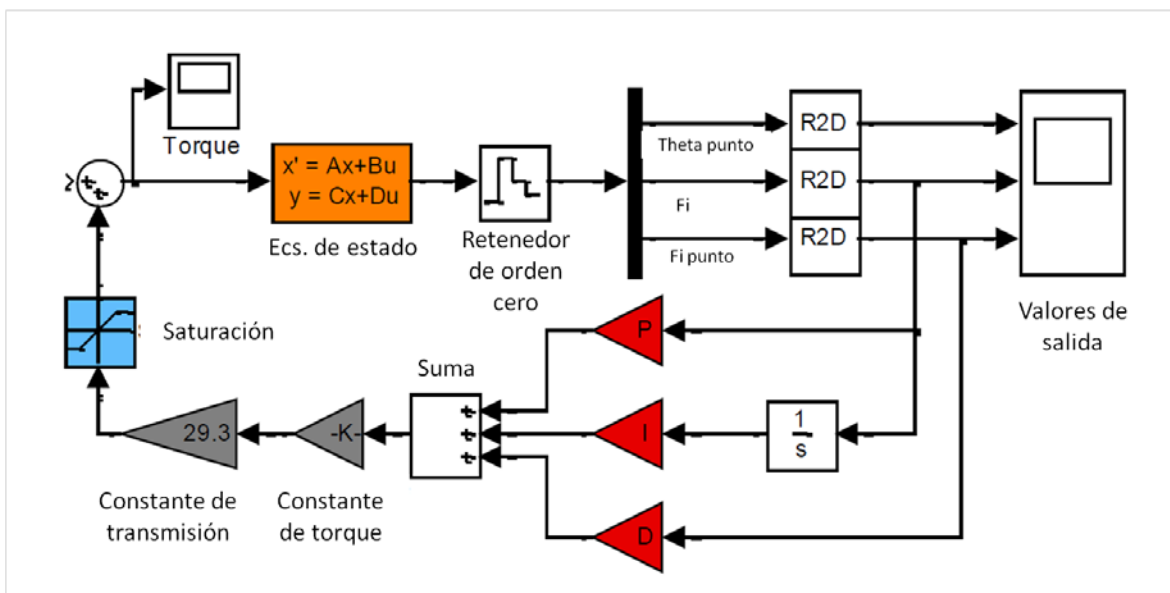 Torque
x' = Ax+Bu
y = Cx+Du
Ecs. de estado
Retenedor
de orden
cero
Theta punto
Fi
Fi punto
R2D
R2D
R2D
Valores de
salida
Saturación
Suma
P
I
D
1
s
29.3
-K-
Constante de
transmisión
Constante
de torque